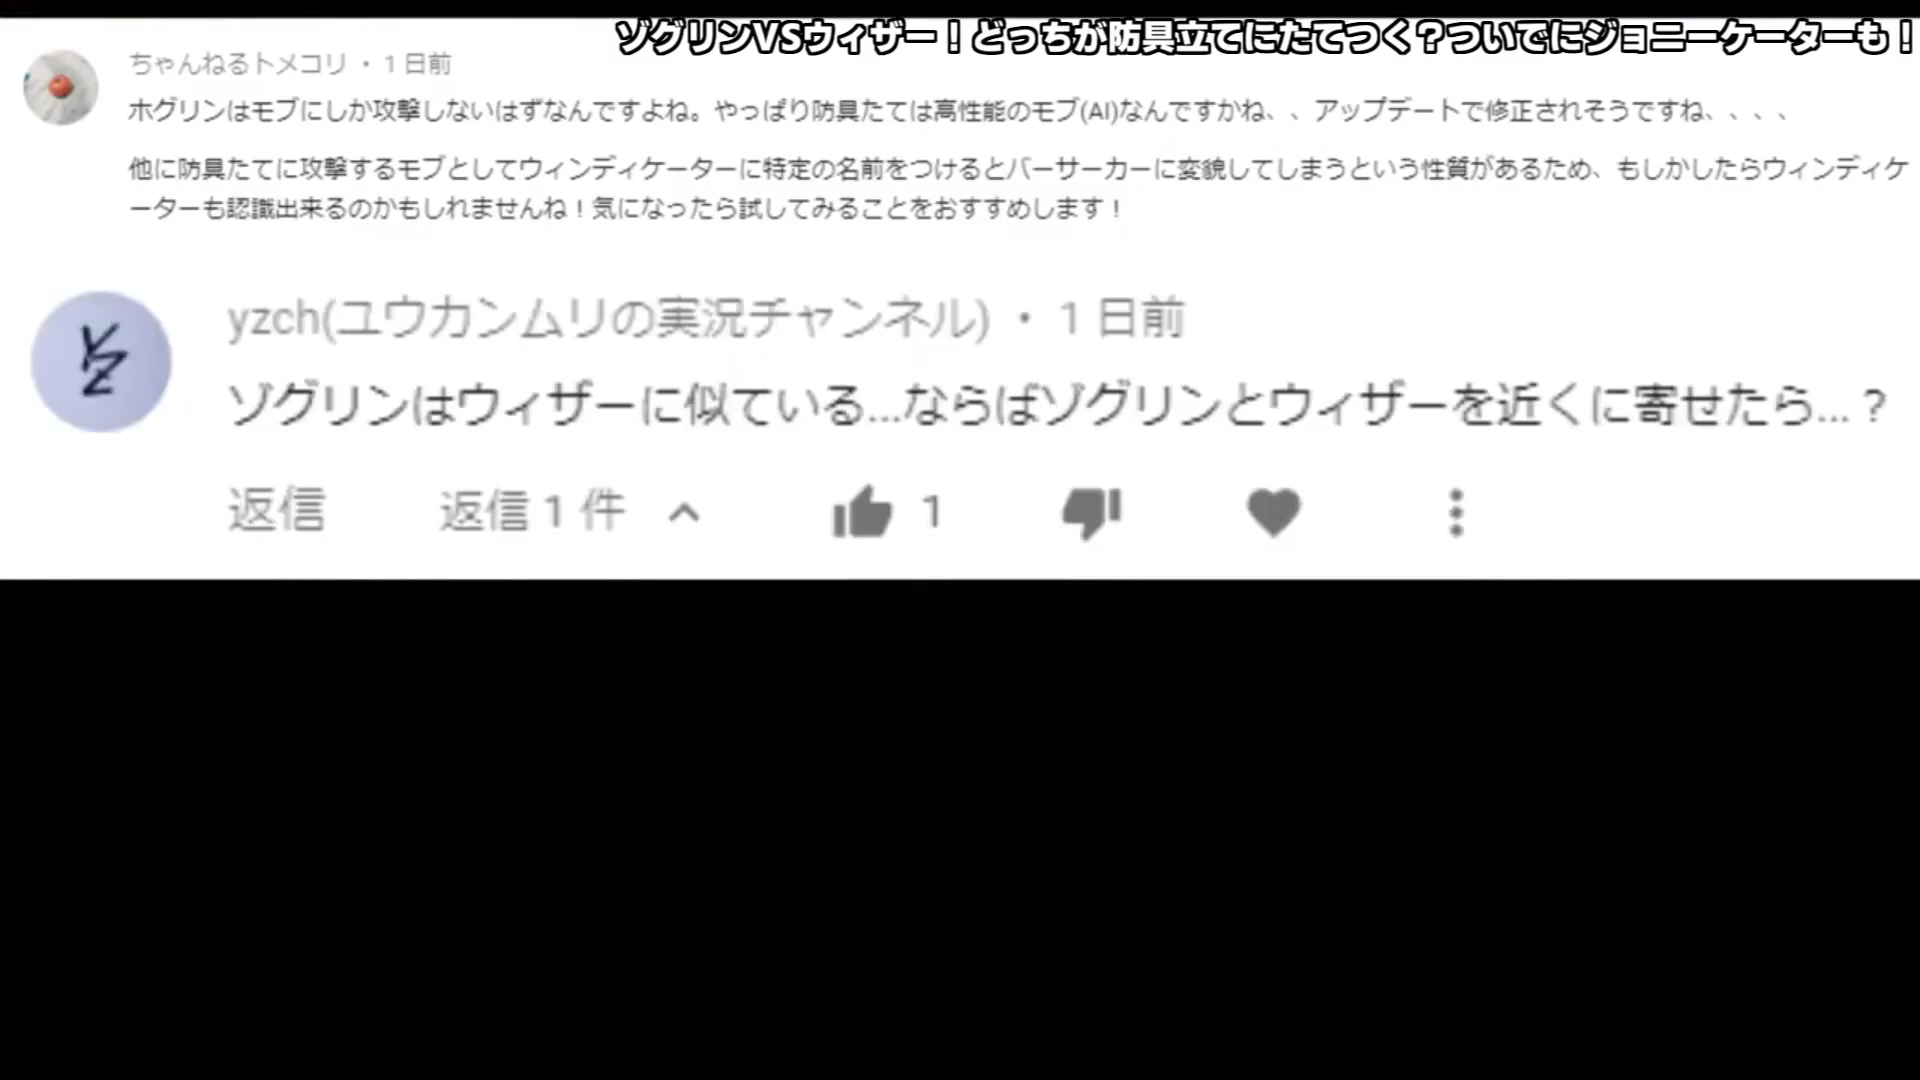 ゾグリンVSウィザー！どっちが防具立てにたてつく？ついでにジョニーケーターも！
ちゃんねるトメコリ・1日前
ホグリンはモブにしか攻撃しないはずなんですよね。やっぱり防具たては高性能のモブ(AI)なんですかね、、アップデートで修正されそうですね、、、、
他に防具たてに攻撃するモブとしてウィンディケーターに特定の名前をつけるとバーサーカーに変貌してしまうという性質があるため、もしかしたらウィンディケ
ーターも認識出来るのかもしれませんね！気になったら試してみることをおすすめします！
YZ
yzch(ユウカンムリの実況チャンネル)・1日前
ゾグリンはウィザーに似ている...ならばゾグリンとウィザーを近くに寄せたら...？
返信 返信1件 1